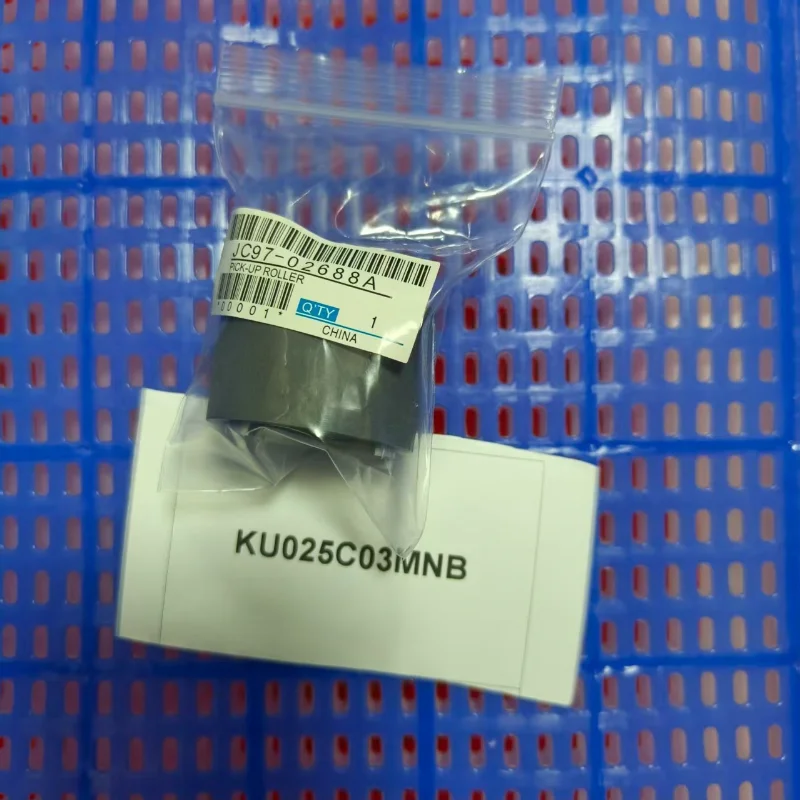 JC97-02688A
PICK-UP ROLLER
*00001*
Q'TY 1
CHINA
KU025C03MNB